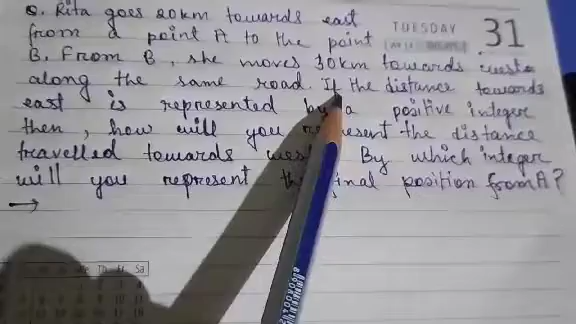 Q. Rita goes 20km towards east
from a point A to the point
B. From B, she moves 30km towards west
along the same road. If the distance towards
east is represented by a positive integer
then, how will you represent the distance
travelled towards west By which integer
will you represent the final position from A?
TUESDAY
31
Sa